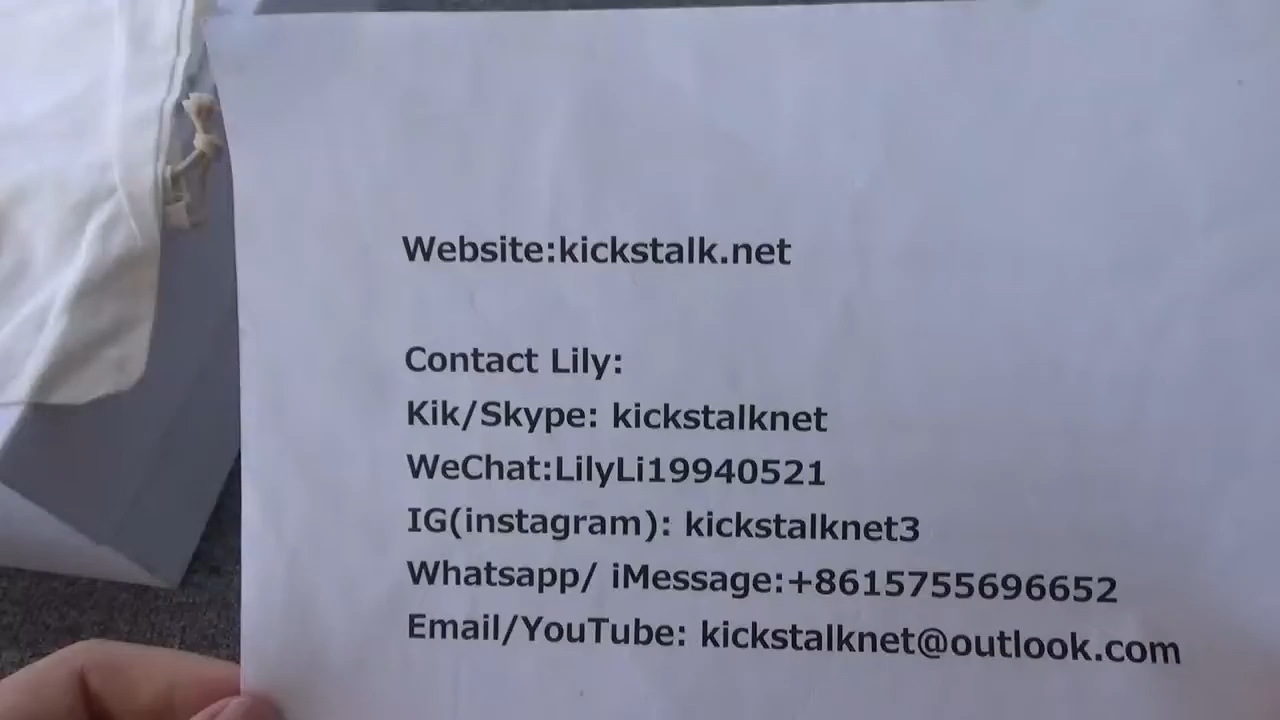 Website:kickstalk.net
Contact Lily:
Kik/Skype: kickstalknet
WeChat:LilyLi19940521
IG(instagram): kickstalknet3
Whatsapp/ iMessage:+8615755696652
Email/YouTube: kickstalknet@outlook.com